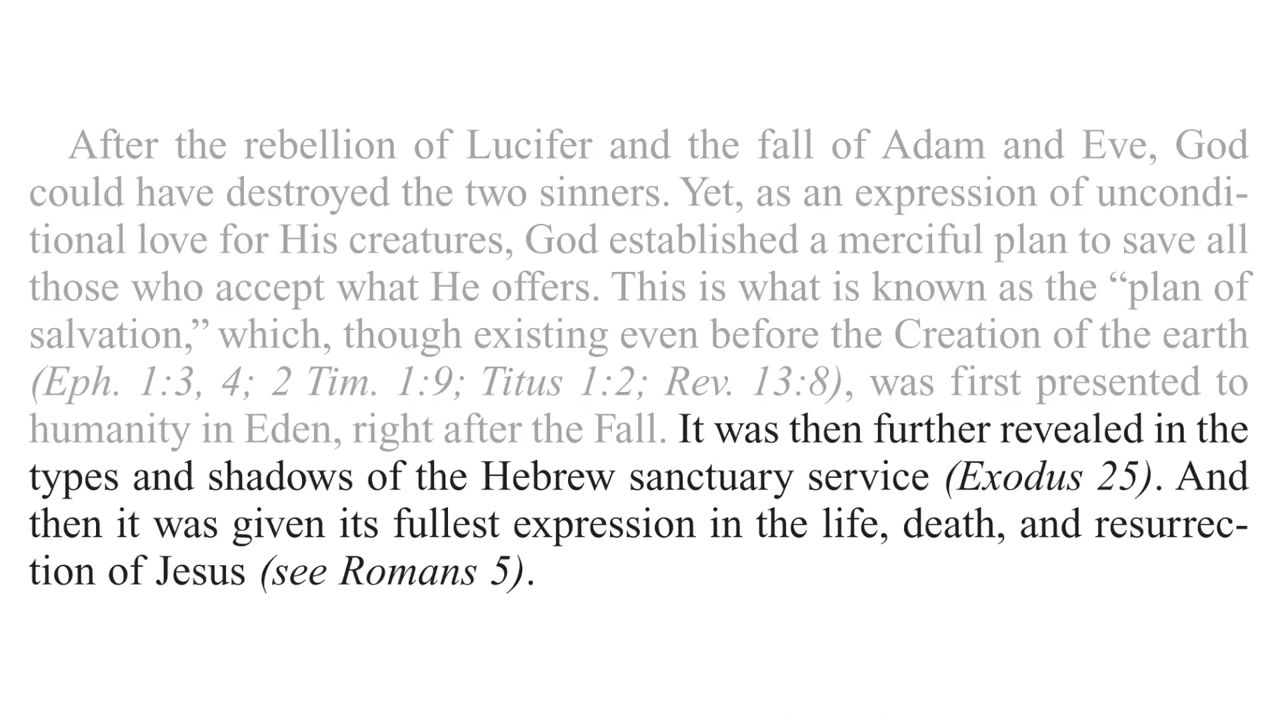 After the rebellion of Lucifer and the fall of Adam and Eve, God
could have destroyed the two sinners. Yet, as an expression of uncondi-
tional love for His creatures, God established a merciful plan to save all
those who accept what He offers. This is what is known as the “plan of
salvation,” which, though existing even before the Creation of the earth
(Eph. 1:3, 4; 2 Tim. 1:9; Titus 1:2; Rev. 13:8), was first presented to
humanity in Eden, right after the Fall. It was then further revealed in the
types and shadows of the Hebrew sanctuary service (Exodus 25). And
then it was given its fullest expression in the life, death, and resurrec-
tion of Jesus (see Romans 5).